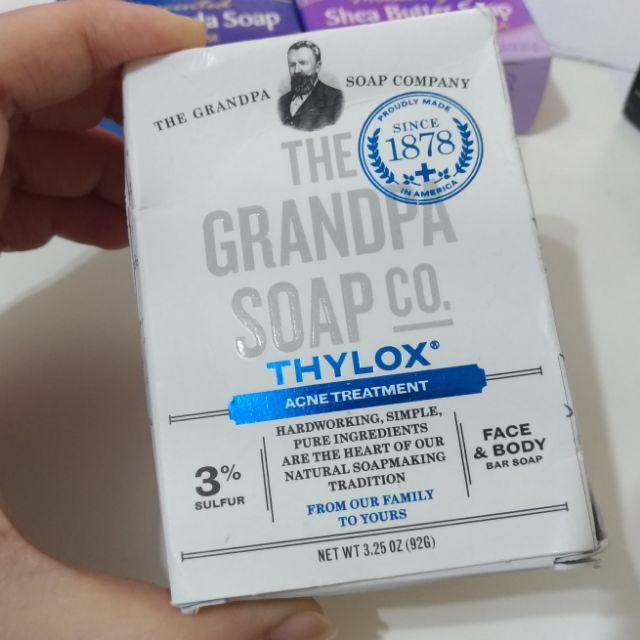 la Soap
Shea Butter Soap
THE GRANDPA SOAP COMPANY
PROUDLY MADE
SINCE
1878
IN AMERICA
THE
GRANDPA
SOAP CO.
THYLOX®
ACNE TREATMENT
3%
SULFUR
HARDWORKING, SIMPLE,
PURE INGREDIENTS
ARE THE HEART OF OUR
NATURAL SOAPMAKING
TRADITION
FROM OUR FAMILY
TO YOURS
FACE
& BODY
BAR SOAP
NET WT 3.25 OZ (92G)